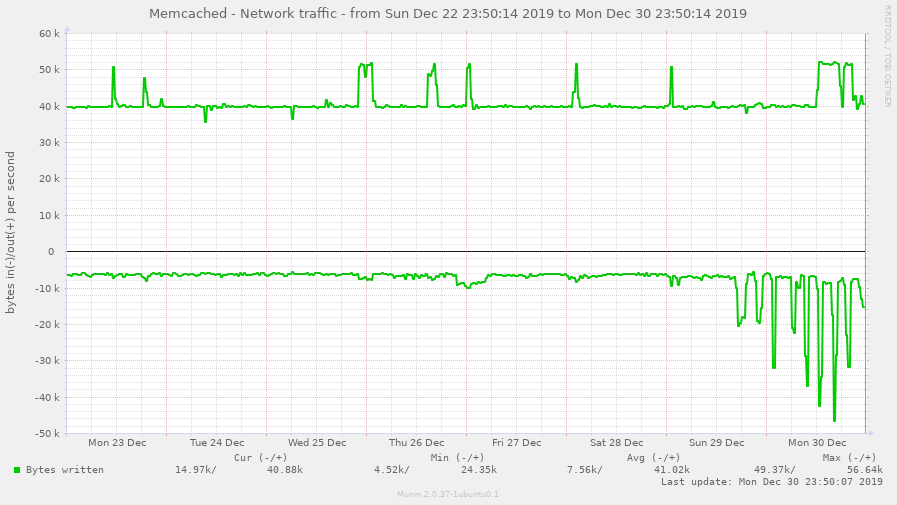 Memcached - Network traffic - from Sun Dec 22 23:50:14 2019 to Mon Dec 30 23:50:14 2019
RRDTOOL / TOBI OETIKER
bytes in(-)/out(+) per second
60 k
50 k
40 k
30 k
20 k
10 k
0
-10 k
-20 k
-30 k
-40 k
-50 k
Mon 23 Dec Tue 24 Dec Wed 25 Dec Thu 26 Dec Fri 27 Dec Sat 28 Dec Sun 29 Dec Mon 30 Dec
Cur (-/+) Min (-/+) Avg (-/+) Max (-/+)
Bytes written 14.97k/ 40.88k 4.52k/ 24.35k 7.56k/ 41.02k 49.37k/ 56.64k
Last update: Mon Dec 30 23:50:07 2019
Munin 2.0.37-1ubuntu0.1